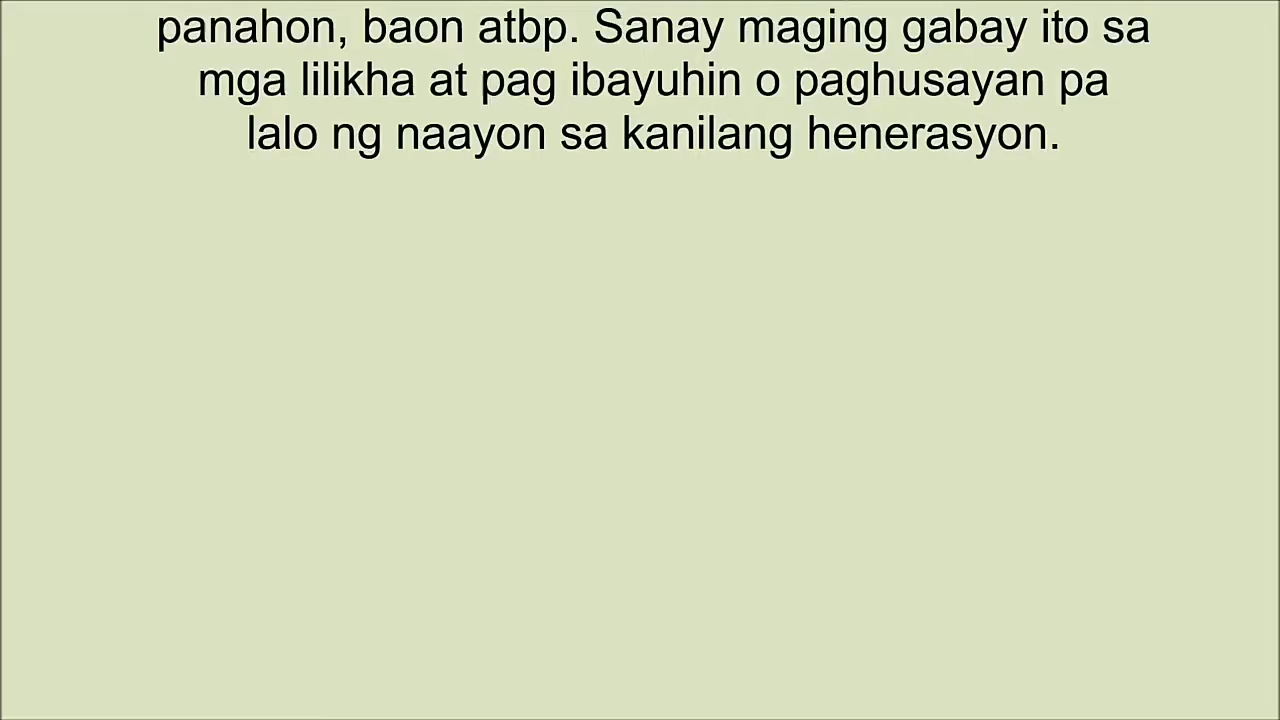 panahon, baon atbp. Sanay maging gabay ito sa
mga lilikha at pag ibayuhin o paghusayan pa
lalo ng naayon sa kanilang henerasyon.